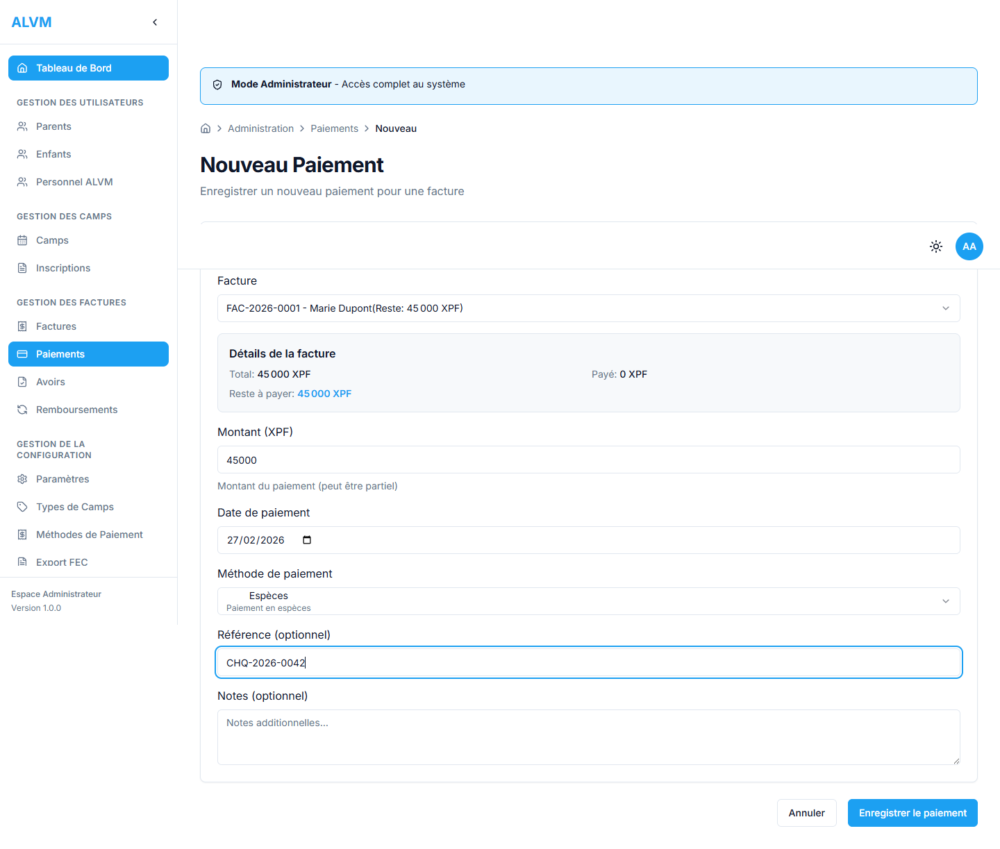 ALVM
Tableau de Bord
GESTION DES UTILISATEURS
Parents
Enfants
Personnel ALVM
GESTION DES CAMPS
Camps
Inscriptions
GESTION DES FACTURES
Factures
Paiements
Avoirs
Remboursements
GESTION DE LA
CONFIGURATION
Paramètres
Types de Camps
Méthodes de Paiement
Export FEC
Espace Administrateur
Version 1.0.0
Mode Administrateur - Accès complet au système
Administration
Paiements
Nouveau
Nouveau Paiement
Enregistrer un nouveau paiement pour une facture
AA
Facture
FAC-2026-0001 - Marie Dupont(Reste: 45 000 XPF)
Détails de la facture
Total: 45 000 XPF
Payé: 0 XPF
Reste à payer: 45 000 XPF
Montant (XPF)
45000
Montant du paiement (peut être partiel)
Date de paiement
27/02/2026
Méthode de paiement
Espèces
Paiement en espèces
Référence (optionnel)
CHQ-2026-0042
Notes (optionnel)
Notes additionnelles...
Annuler
Enregistrer le paiement